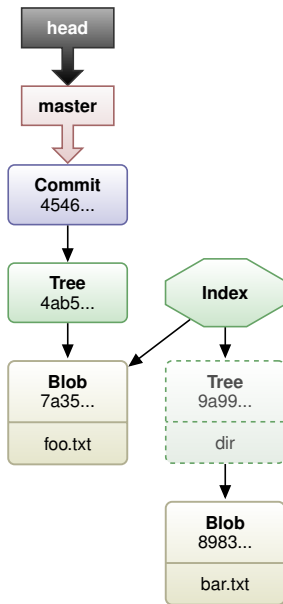 head
master
Commit
4546...
Tree
4ab5...
Index
Blob
7a35...
foo.txt
Tree
9a99...
dir
Blob
8983...
bar.txt